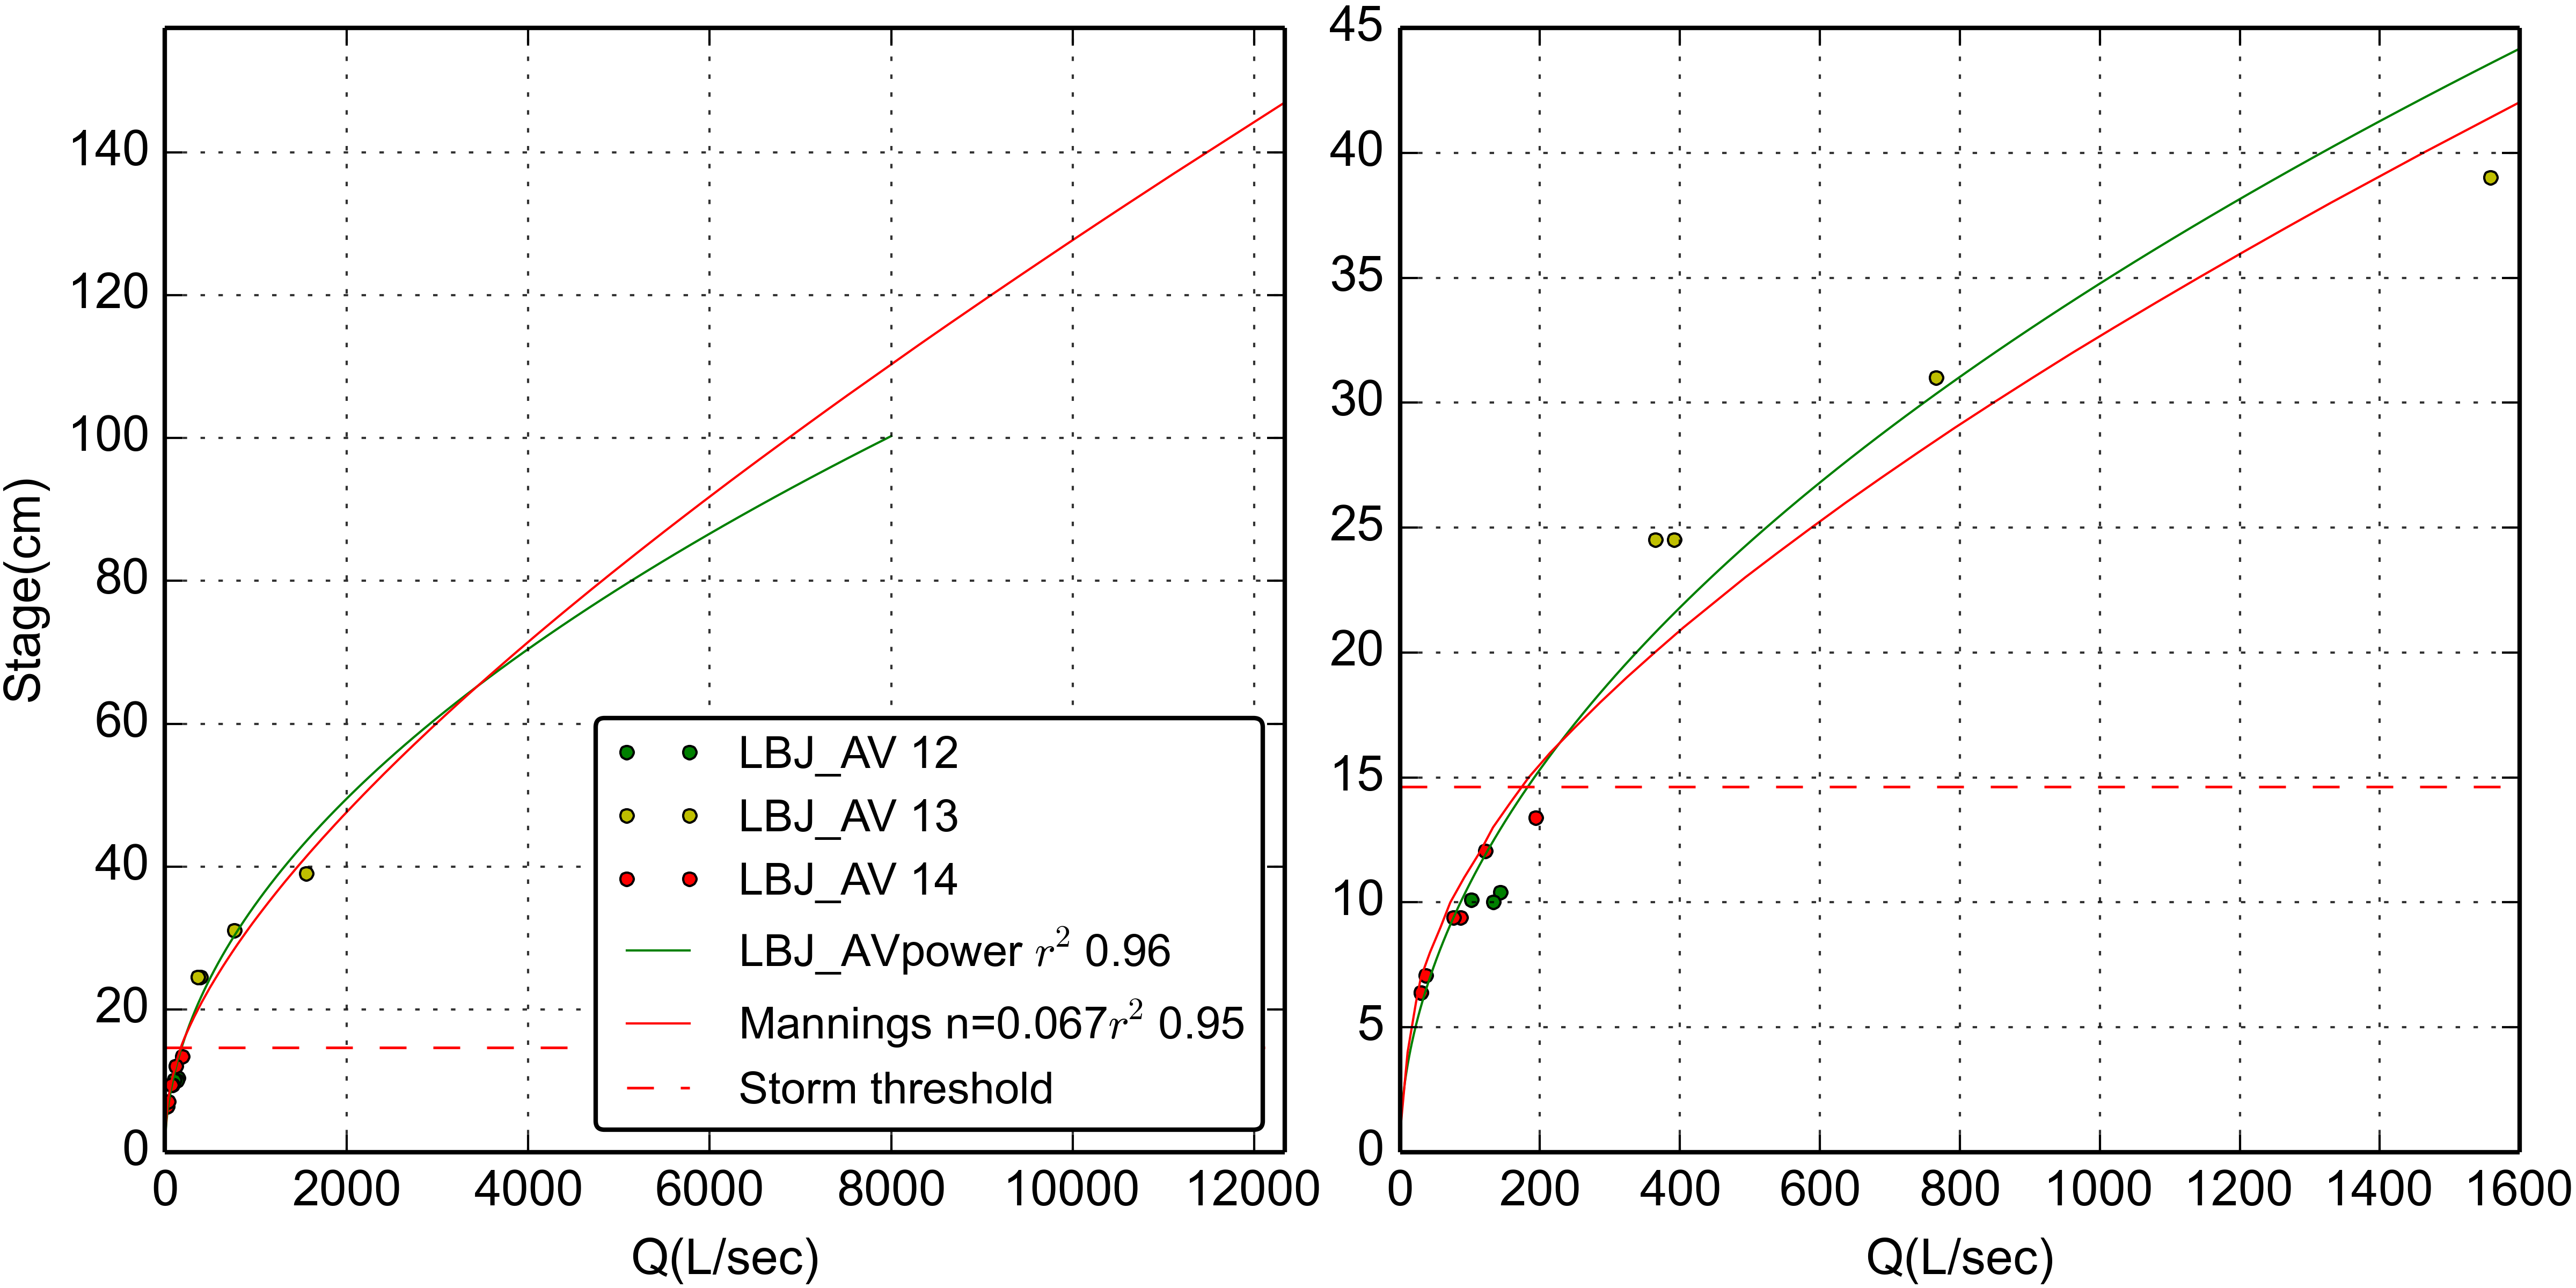 Stage(cm)
140
120
100
80
60
40
20
0
0 2000 4000 6000 8000 10000 12000
Q(L/sec)
LBJ_AV 12
LBJ_AV 13
LBJ_AV 14
LBJ_AVpower r² 0.96
Mannings n=0.067r² 0.95
Storm threshold
45
40
35
30
25
20
15
10
5
0
0 200 400 600 800 1000 1200 1400 1600
Q(L/sec)